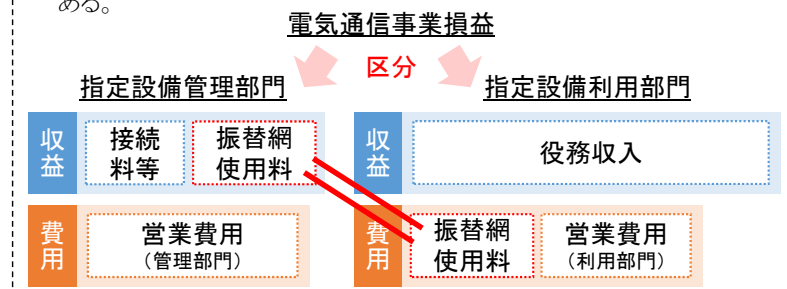 ある。
電気通信事業損益
区分
指定設備管理部門
指定設備利用部門
収益
接続料等
振替網使用料
収益
役務収入
費用
営業費用
（管理部門）
費用
振替網使用料
営業費用
（利用部門）